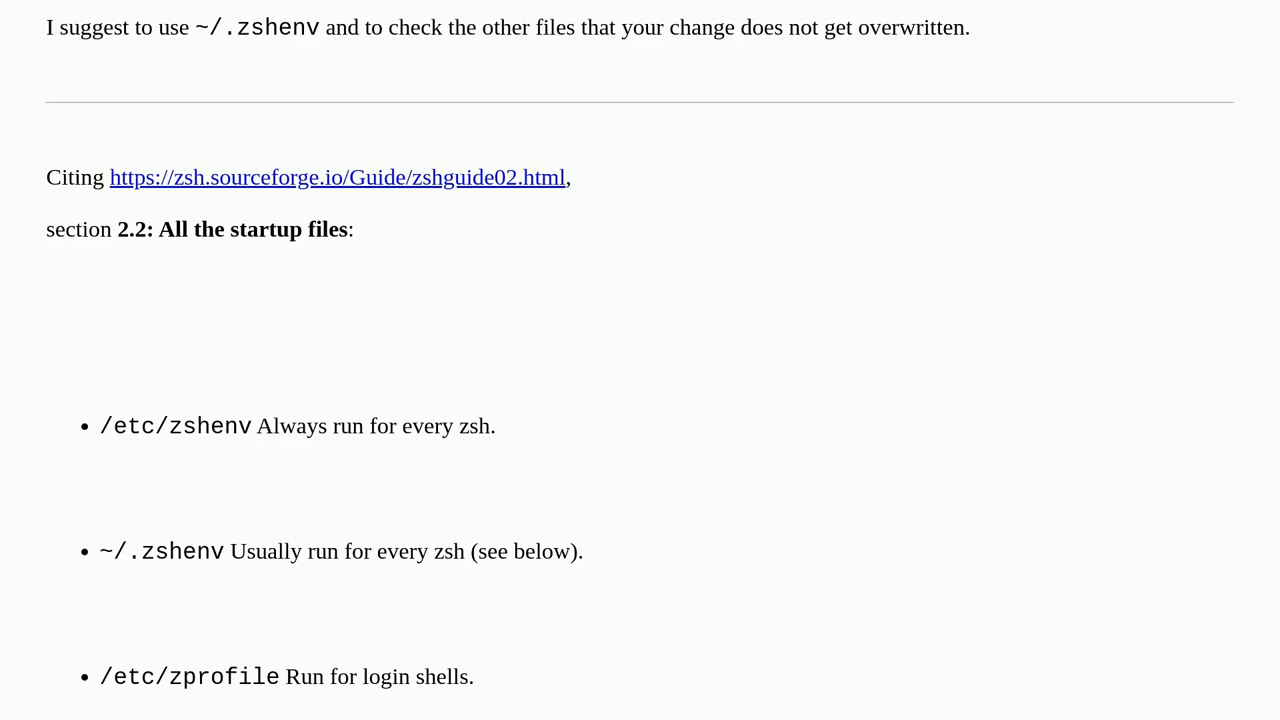 I suggest to use ~/.zshenv and to check the other files that your change does not get overwritten.
Citing https://zsh.sourceforge.io/Guide/zshguide02.html,
section 2.2: All the startup files:
• /etc/zshenv Always run for every zsh.
• ~/.zshenv Usually run for every zsh (see below).
• /etc/zprofile Run for login shells.